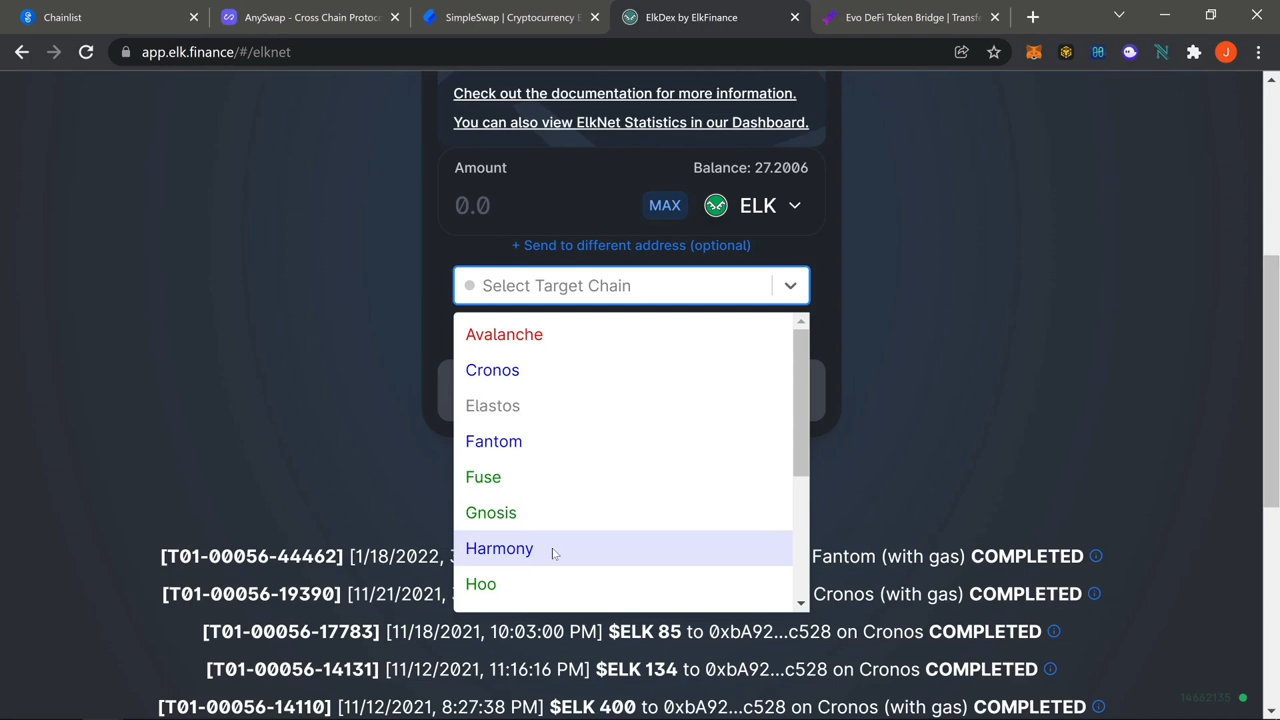 Chainlist
AnySwap - Cross Chain Protoc
SimpleSwap | Cryptocurrency E
ElkDex by ElkFinance
Evo DeFi Token Bridge | Transf
app.elk.finance/#/elknet
J
Check out the documentation for more information.
You can also view ElkNet Statistics in our Dashboard.
Amount
Balance: 27.2006
0.0
MAX
ELK
+ Send to different address (optional)
Select Target Chain
Avalanche
Cronos
Elastos
Fantom
Fuse
Gnosis
Harmony
Hoo
[T01-00056-44462] [1/18/2022, 3 Fantom (with gas) COMPLETED
[T01-00056-19390] [11/21/2021, Cronos (with gas) COMPLETED
[T01-00056-17783] [11/18/2021, 10:03:00 PM] $ELK 85 to 0xbA92...c528 on Cronos COMPLETED
[T01-00056-14131] [11/12/2021, 11:16:16 PM] $ELK 134 to 0xbA92...c528 on Cronos COMPLETED
[T01-00056-14110] [11/12/2021, 8:27:38 PM] $ELK 400 to 0xbA92...c528 on Cronos (with gas) COMPLETED
14662135